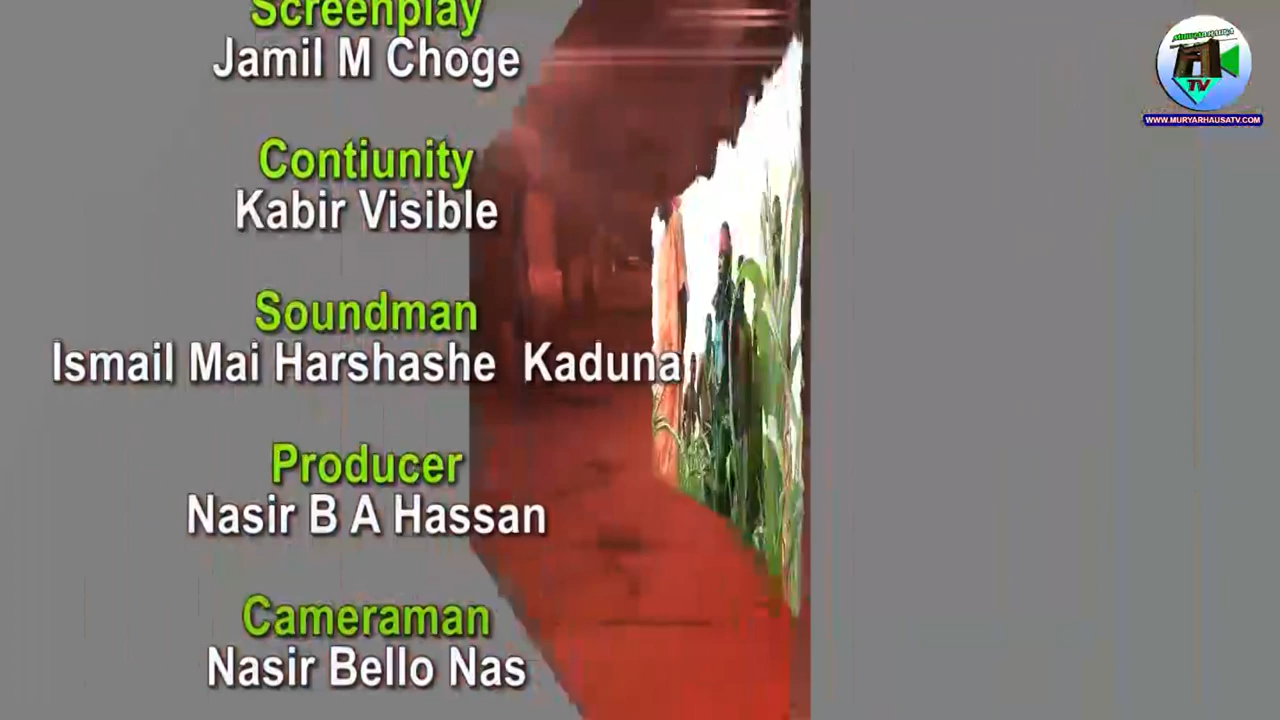 Screenplay
Jamil M Choge
Contiunity
Kabir Visible
Soundman
Ismail Mai Harshashe Kaduna
Producer
Nasir B A Hassan
Cameraman
Nasir Bello Nas
TV
WWW.MURYARHAUSATV.COM